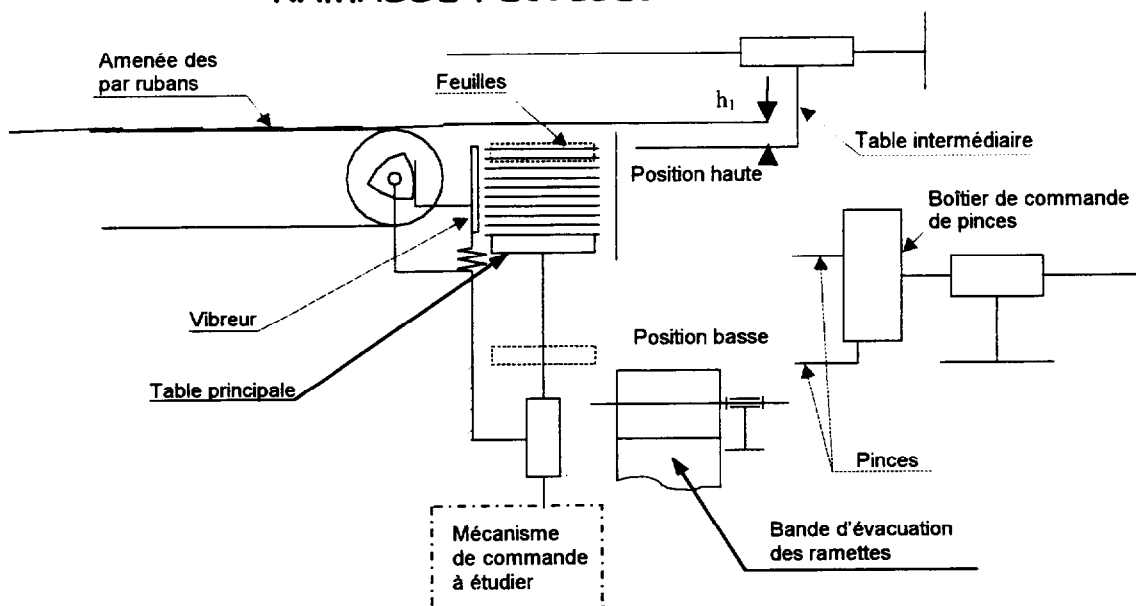 Amenée des
par rubans
Feuilles
h1
Table intermédiaire
Position haute
Boîtier de commande
de pinces
Vibreur
Position basse
Table principale
Pinces
Mécanisme
de commande
à étudier
Bande d'évacuation
des ramettes